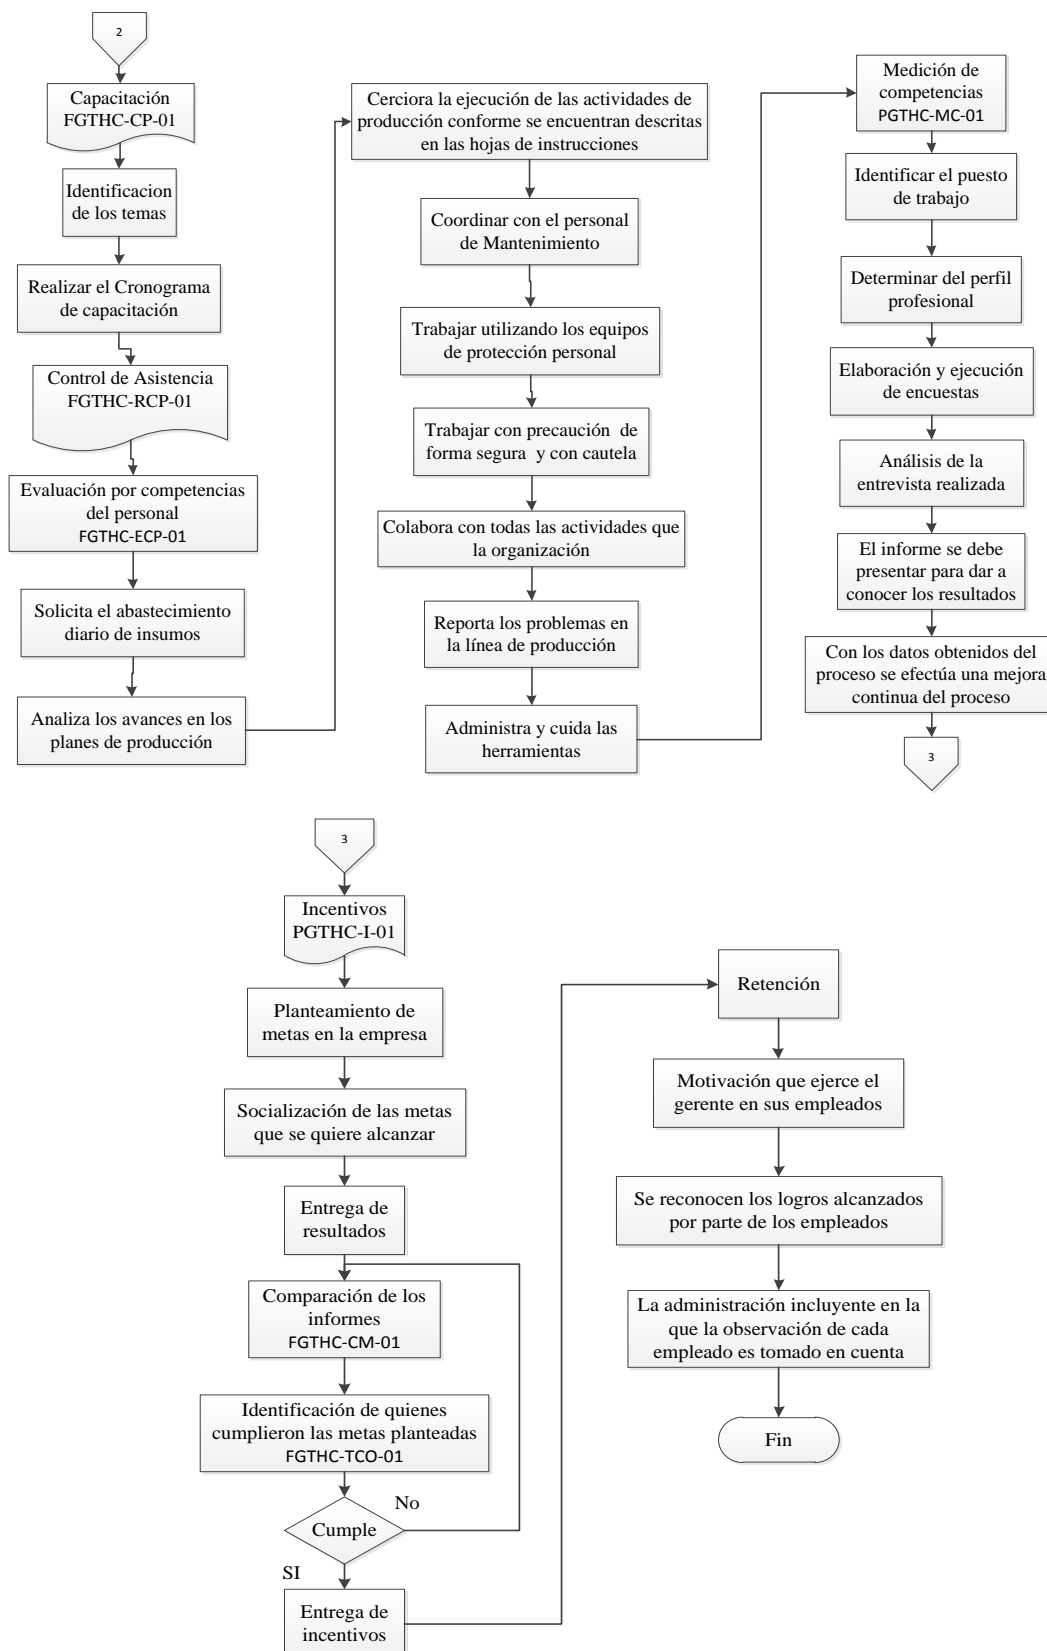 2
Capacitación
FGTHC-CP-01
Identificacion
de los temas
Realizar el Cronograma
de capacitación
Control de Asistencia
FGTHC-RCP-01
Evaluación por competencias
del personal
FGTH-ECP-01
Solicita el abastecimiento
diario de insumos
Analiza los avances en los
planes de producción
Cerciora la ejecución de las actividades de
producción conforme se encuentran descritas
en las hojas de instrucciones
Coordinar con el personal
de Mantenimiento
Trabajar utilizando los equipos
de protección personal
Trabajar con precaución de
forma segura y con cautela
Colabora con todas las actividades que
la organización
Reporta los problemas en
la línea de producción
Administra y cuida las
herramientas
Medición de
competencias
PGTHC-MC-01
Identificar el puesto
de trabajo
Determinar del perfil
profesional
Elaboración y ejecución
de encuestas
Análisis de la
entrevista realizada
El informe se debe
presentar para dar a
conocer los resultados
Con los datos obtenidos del
proceso se efectúa una mejora
continua del proceso
3
3
Incentivos
PGTHC-I-01
Planteamiento de
metas en la empresa
Socialización de las metas
que se quiere alcanzar
Entrega de
resultados
Comparación de los
informes
FGTHC-CM-01
Identificación de quienes
cumplieron las metas planteadas
FGTHC-TCO-01
No
Cumple
SI
Entrega de
incentivos
Retención
Motivación que ejerce el
gerente en sus empleados
Se reconocen los logros alcanzados
por parte de los empleados
La administración incluyente en la
que la observación de cada
empleado es tomado en cuenta
Fin